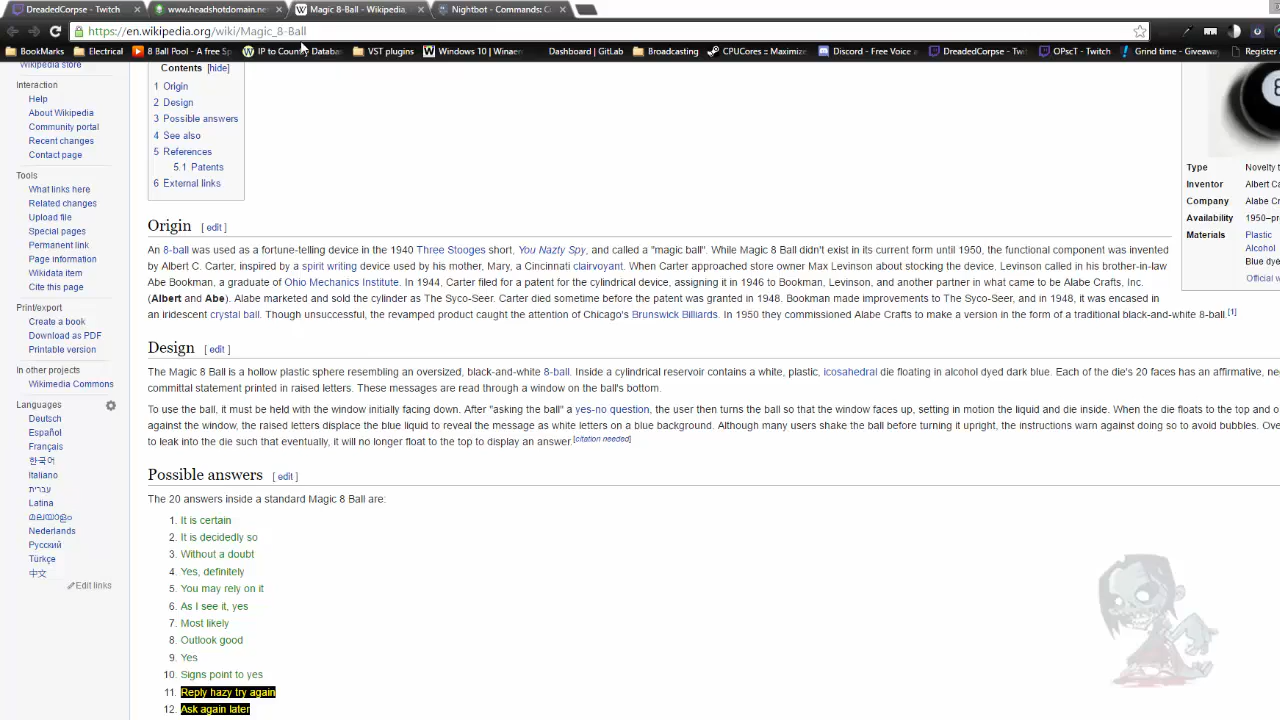 DreadedCorpse - Twitch
www.headshotdomain.ne
Magic 8-Ball - Wikipedia,
Nightbot - Commands: C
https://en.wikipedia.org/wiki/Magic_8-Ball
BookMarks
Electrical
8 Ball Pool - A free Sp
IP to Country Databa
VST plugins
Windows 10 | Winaer
Dashboard | GitLab
Broadcasting
CPUCores :: Maximize
Discord - Free Voice a
DreadedCorpse - Twit
OPscT - Twitch
Grind time - Giveaway
Register
Wikipedia store
Interaction
Help
About Wikipedia
Community portal
Recent changes
Contact page
Tools
What links here
Related changes
Upload file
Special pages
Permanent link
Page information
Wikidata item
Cite this page
Print/export
Create a book
Download as PDF
Printable version
In other projects
Wikimedia Commons
Languages
Deutsch
Español
Français
한국어
Italiano
עברית
Latina
മലയാളം
Nederlands
Русский
Türkçe
中文
Edit links
Contents [hide]
1 Origin
2 Design
3 Possible answers
4 See also
5 References
5.1 Patents
6 External links
Type Novelty t
Inventor Albert Ca
Company Alabe Cra
Availability 1950–pr
Materials Plastic
Alcohol
Blue dye
Official w
Origin [ edit ]
An 8-ball was used as a fortune-telling device in the 1940 Three Stooges short, You Nazty Spy, and called a "magic ball". While Magic 8 Ball didn't exist in its current form until 1950, the functional component was invented
by Albert C. Carter, inspired by a spirit writing device used by his mother, Mary, a Cincinnati clairvoyant. When Carter approached store owner Max Levinson about stocking the device, Levinson called in his brother-in-law
Abe Bookman, a graduate of Ohio Mechanics Institute. In 1944, Carter filed for a patent for the cylindrical device, assigning it in 1946 to Bookman, Levinson, and another partner in what came to be Alabe Crafts, Inc.
(Albert and Abe). Alabe marketed and sold the cylinder as The Syco-Seer. Carter died sometime before the patent was granted in 1948. Bookman made improvements to The Syco-Seer, and in 1948, it was encased in
an iridescent crystal ball. Though unsuccessful, the revamped product caught the attention of Chicago's Brunswick Billiards. In 1950 they commissioned Alabe Crafts to make a version in the form of a traditional black-and-white 8-ball.[1]
Design [ edit ]
The Magic 8 Ball is a hollow plastic sphere resembling an oversized, black-and-white 8-ball. Inside a cylindrical reservoir contains a white, plastic, icosahedral die floating in alcohol dyed dark blue. Each of the die's 20 faces has an affirmative, ne
committal statement printed in raised letters. These messages are read through a window on the ball's bottom.
To use the ball, it must be held with the window initially facing down. After "asking the ball" a yes-no question, the user then turns the ball so that the window faces up, setting in motion the liquid and die inside. When the die floats to the top and o
against the window, the raised letters displace the blue liquid to reveal the message as white letters on a blue background. Although many users shake the ball before turning it upright, the instructions warn against doing so to avoid bubbles. Ove
to leak into the die such that eventually, it will no longer float to the top to display an answer.[citation needed]
Possible answers [ edit ]
The 20 answers inside a standard Magic 8 Ball are:
1. It is certain
2. It is decidedly so
3. Without a doubt
4. Yes, definitely
5. You may rely on it
6. As I see it, yes
7. Most likely
8. Outlook good
9. Yes
10. Signs point to yes
11. Reply hazy try again
12. Ask again later